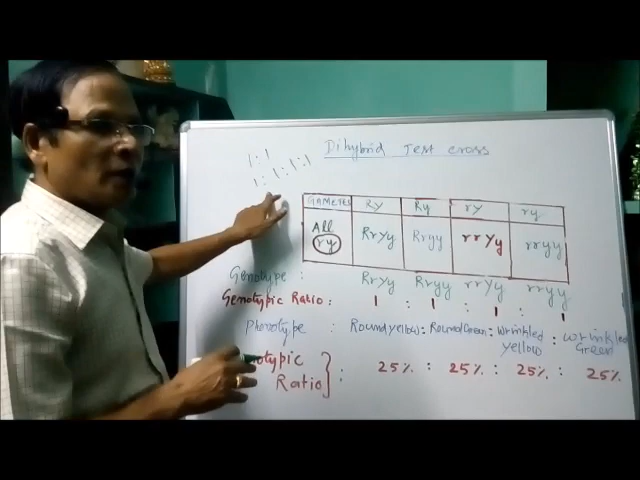 Dihybrid Test Cross
1:1
1:1:1:1
GAMETES RY Ry rY ry
All ry RrYy Rryy rrYy rryy
Genotype : RrYy Rryy rrYy rryy
Genotypic Ratio : 1 : 1 : 1 : 1
Phenotype : Round yellow : Round Green : Wrinkled yellow : Wrinkled Green
otypic Ratio } : 25% : 25% : 25% : 25%